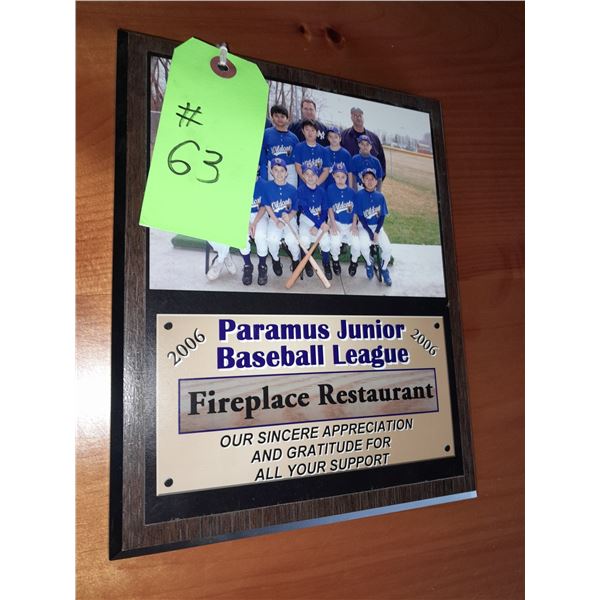 #
63
2006
Paramus Junior
Baseball League
2006
Fireplace Restaurant
OUR SINCERE APPRECIATION
AND GRATITUDE FOR
ALL YOUR SUPPORT